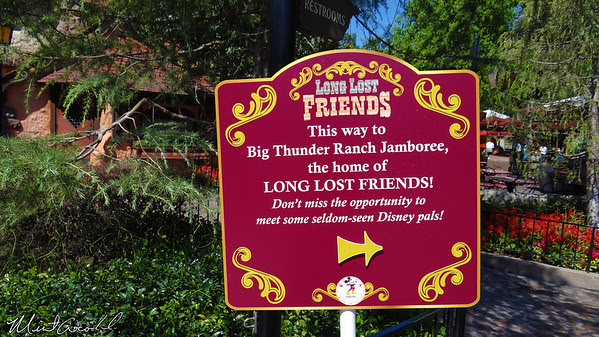 RESTROOMS
LONG LOST
FRIENDS
This way to
Big Thunder Ranch Jamboree,
the home of
LONG LOST FRIENDS!
Don't miss the opportunity to
meet some seldom-seen Disney pals!